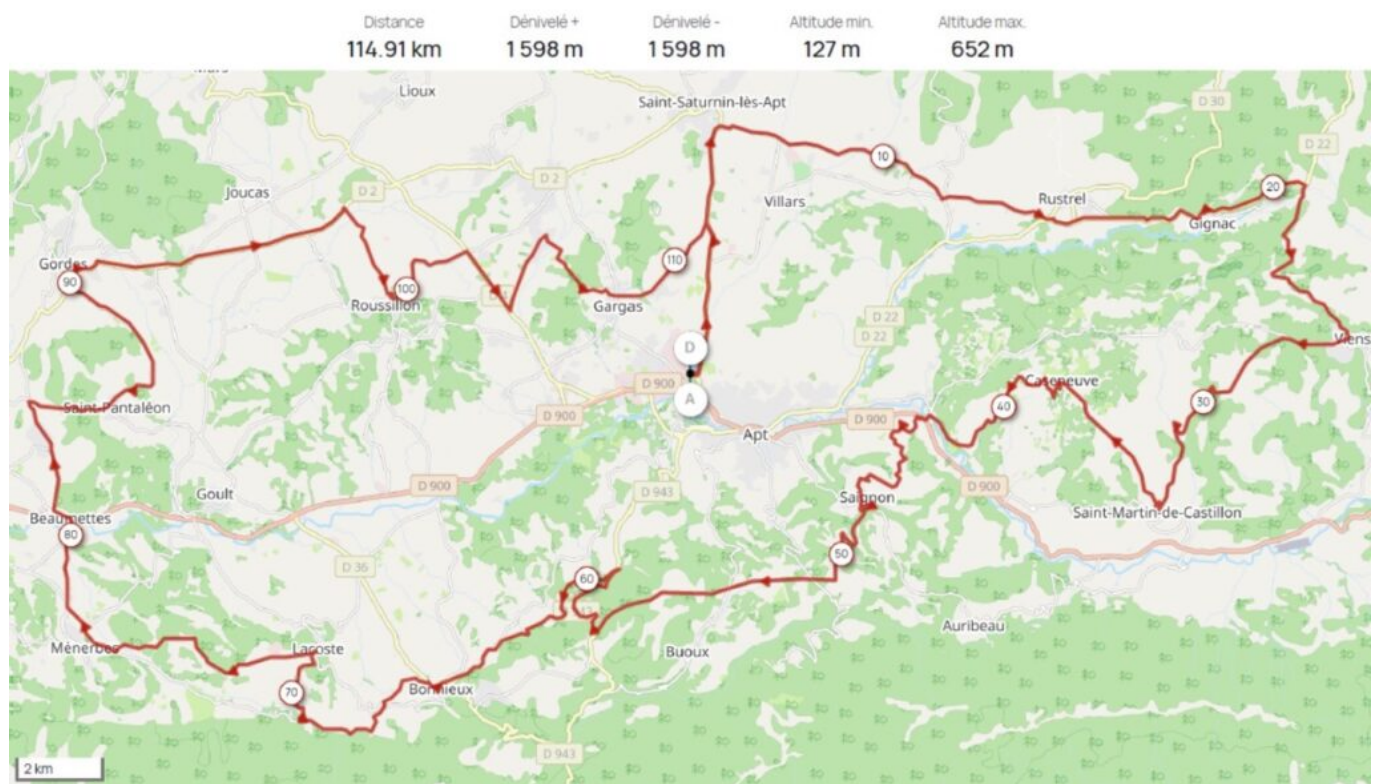 Distance
114.91 km
Dénivelé +
1 598 m
Dénivelé -
1 598 m
Altitude min.
127 m
Altitude max.
652 m
Lioux
Saint-Saturnin-lès-Apt
D 30
D 22
10
20
D 2
D 2
Joucas
Villars
Rustrel
Gignac
Gordes
90
110
100
Roussillon
Gargas
D 22
D 22
Viens
D
A
D 900
Caseneuve
30
40
Saint-Pantaléon
D 900
D 900
Apt
D 900
D 943
D 900
Goult
Saignon
Saint-Martin-de-Castillon
Beaumettes
80
50
D 36
60
Auribeau
Ménerbes
Lacoste
Buoux
70
Bonnieux
D 943
2 km